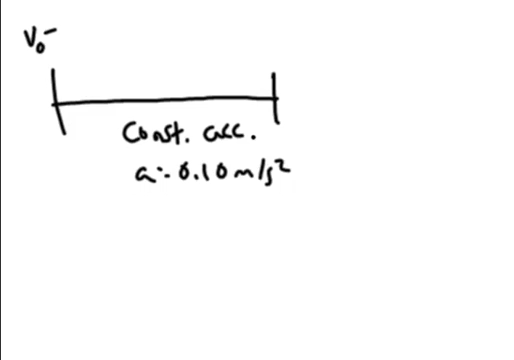 V₀-
Const. acc.
a:- 0.10 m/s²